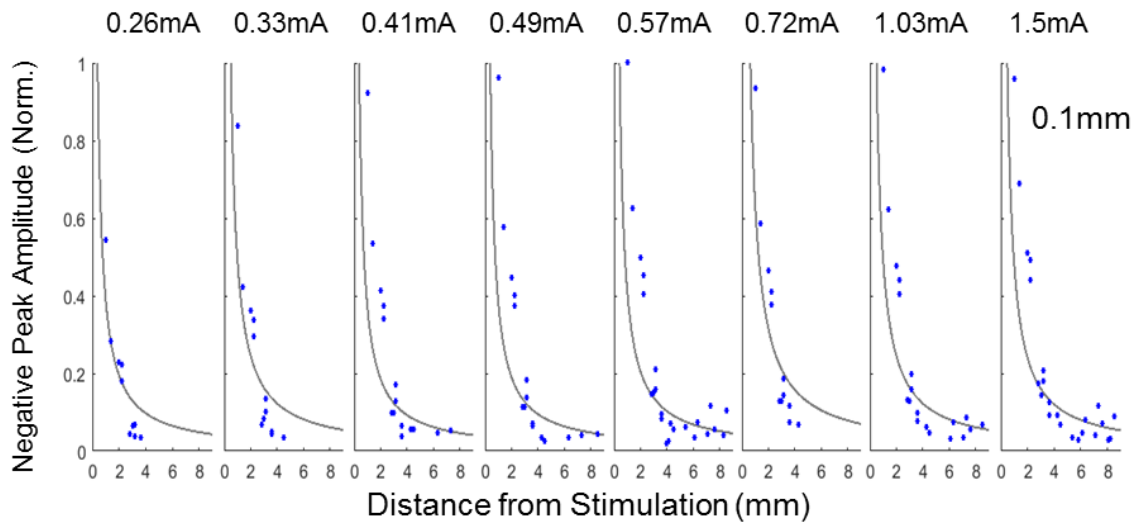 0.26mA 0.33mA 0.41mA 0.49mA 0.57mA 0.72mA 1.03mA 1.5mA
0.1mm
Negative Peak Amplitude (Norm.)
1
0.8
0.6
0.4
0.2
0
0 2 4 6 8 0 2 4 6 8 0 2 4 6 8 0 2 4 6 8 0 2 4 6 8 0 2 4 6 8 0 2 4 6 8 0 2 4 6 8
Distance from Stimulation (mm)